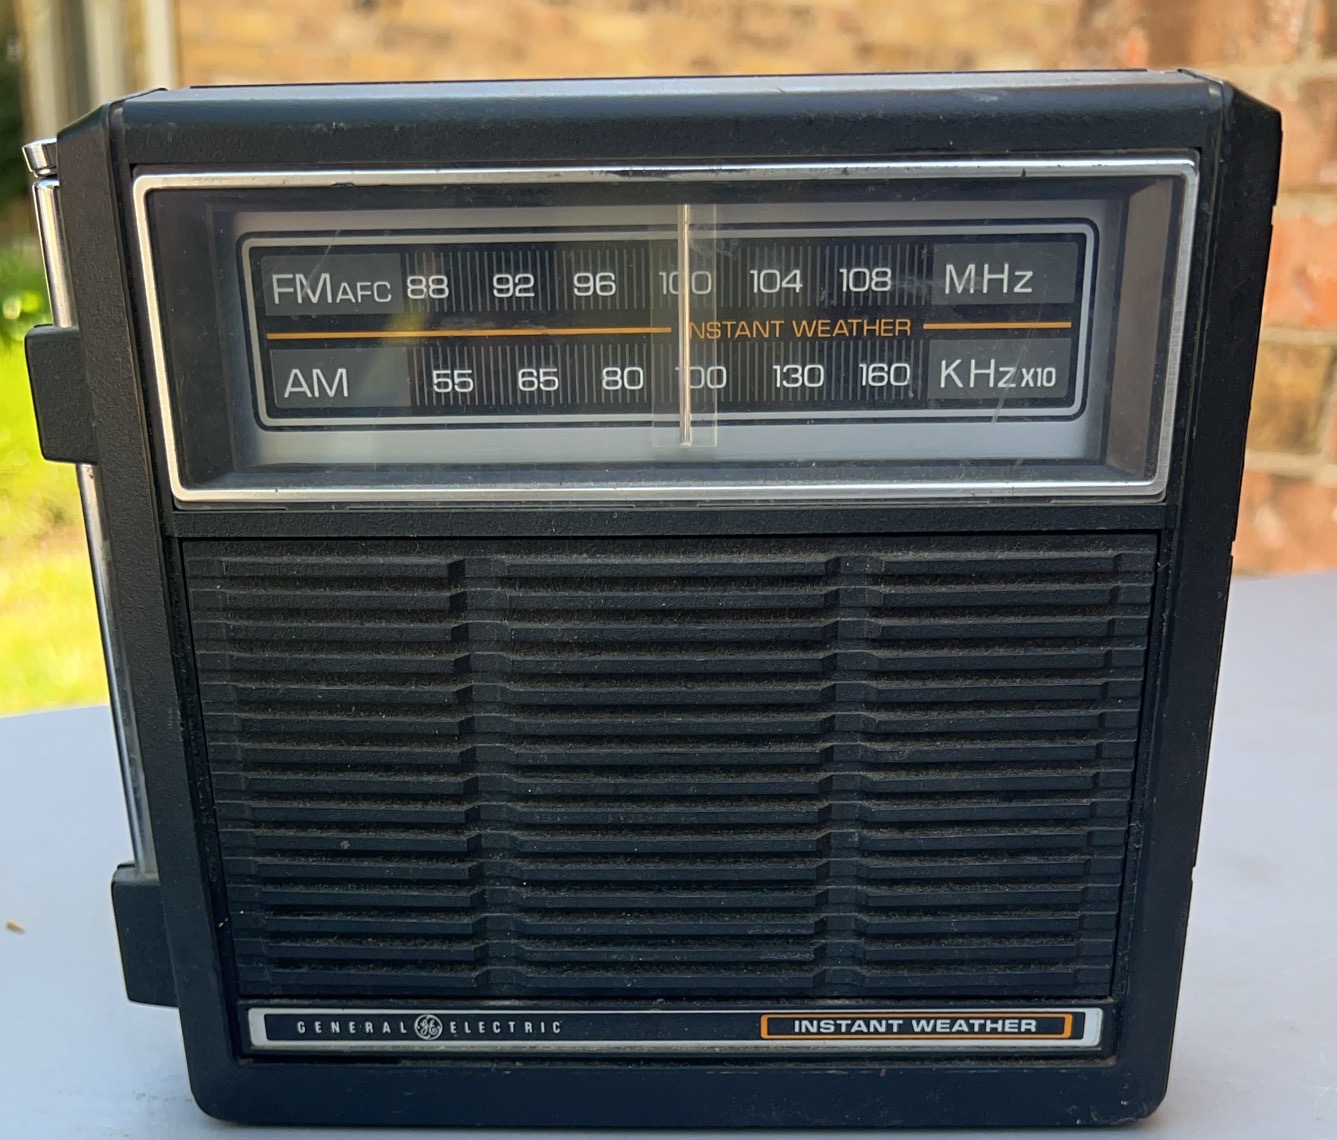 FM AFC 88 92 96 100 104 108 MHz
INSTANT WEATHER
AM 55 65 80 100 130 160 KHz X10
GENERAL GE ELECTRIC INSTANT WEATHER